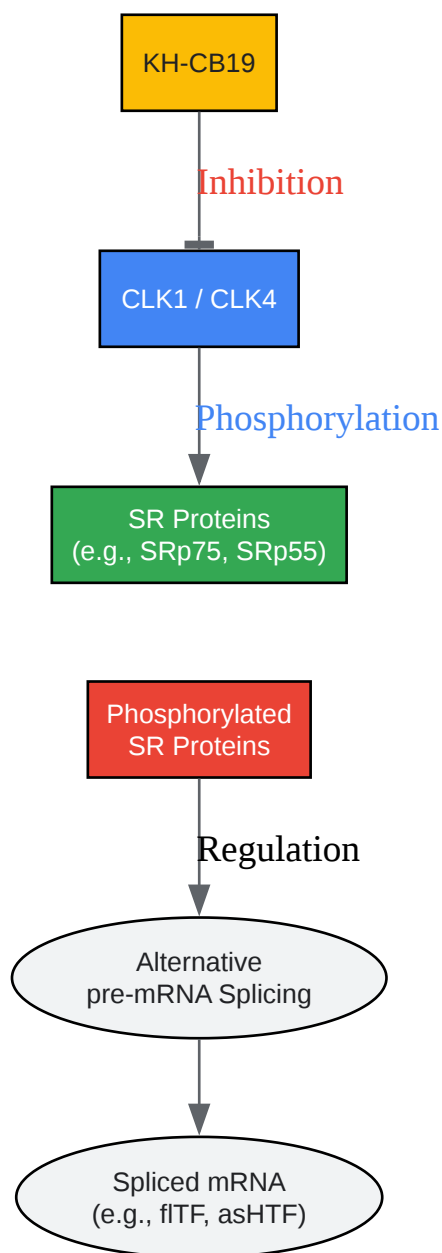 KH-CB19
Inhibition
CLK1 / CLK4
Phosphorylation
SR Proteins
(e.g., SRp75, SRp55)
Phosphorylated
SR Proteins
Regulation
Alternative
pre-mRNA Splicing
Spliced mRNA
(e.g., flTF, asHTF)